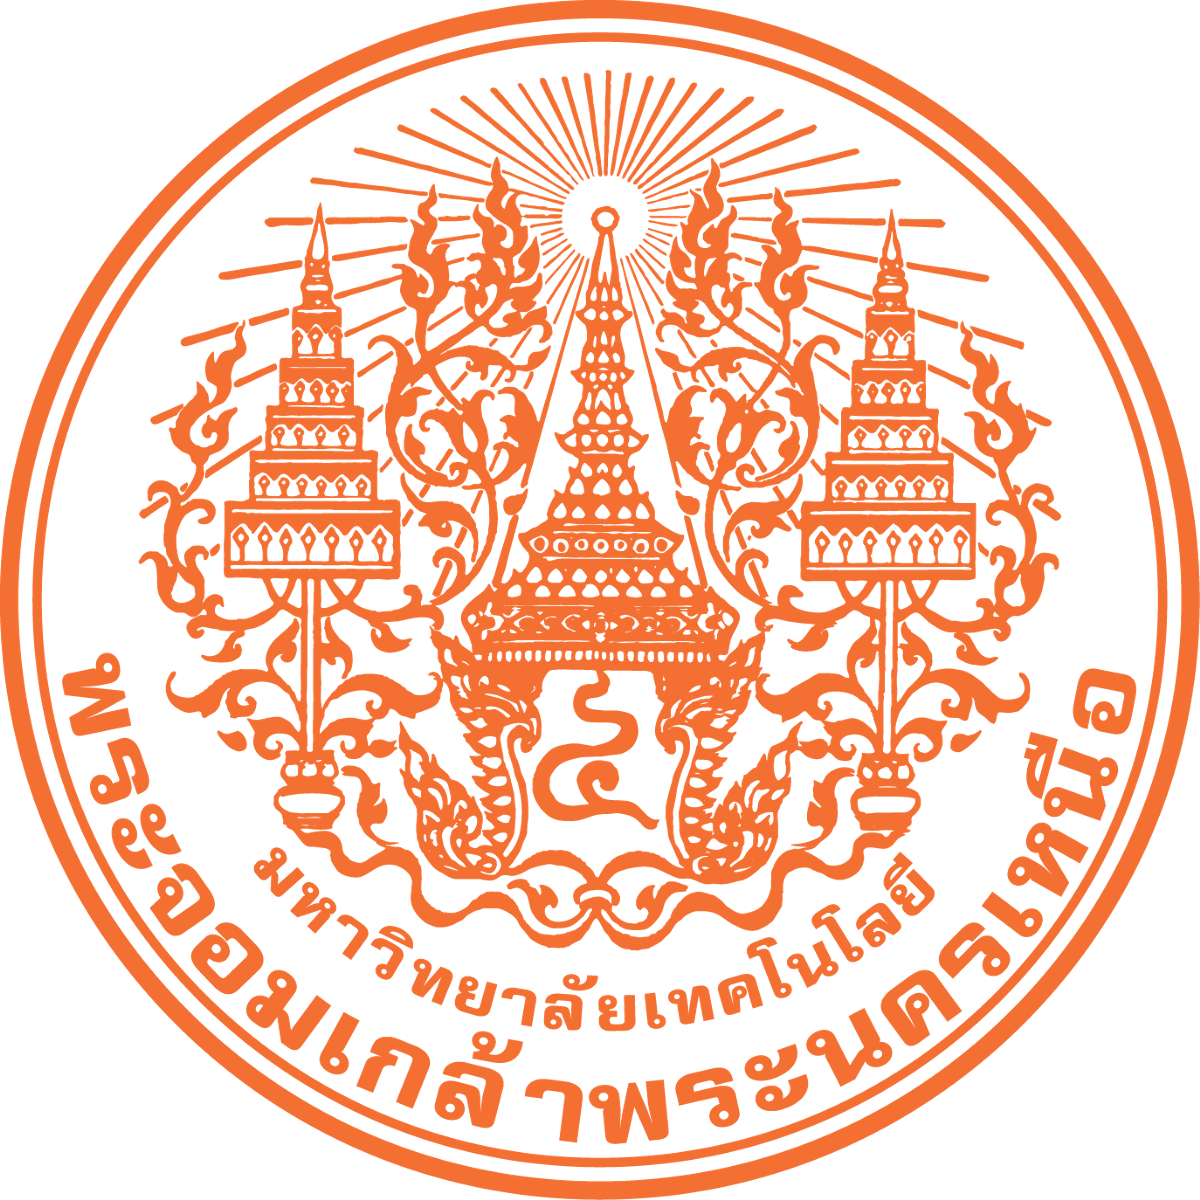 มหาวิทยาลัยเทคโนโลยี
พระจอมเกล้าพระนครเหนือ
๔